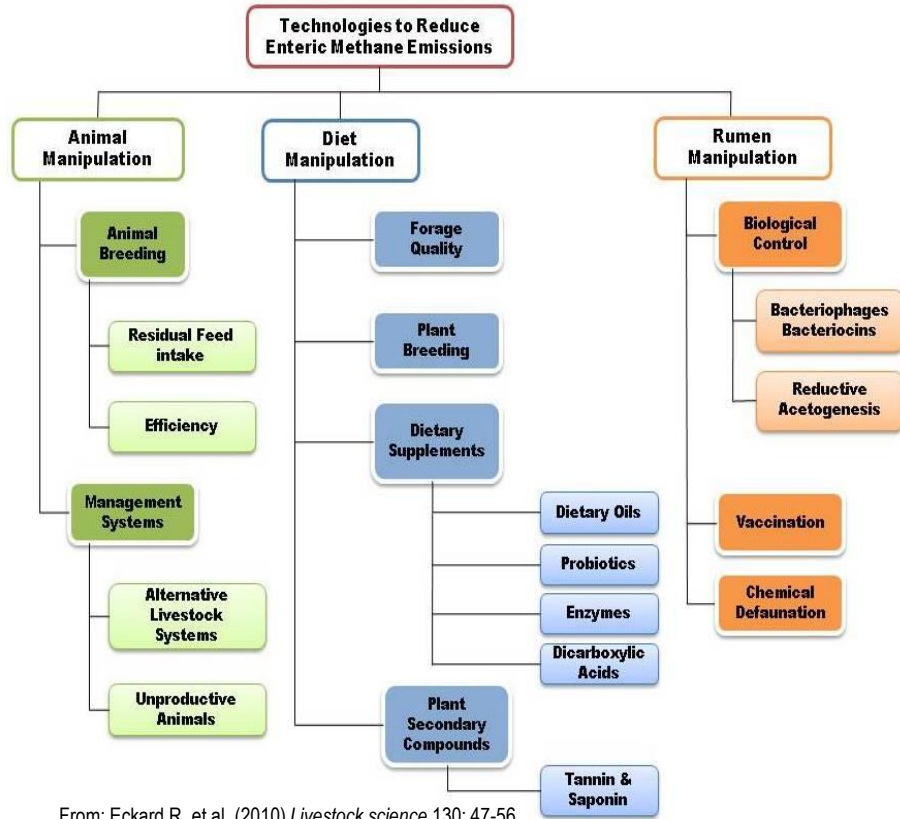 Technologies to Reduce
Enteric Methane Emissions
Animal
Manipulation
Animal
Breeding
Residual Feed
intake
Efficiency
Management
Systems
Alternative
Livestock
Systems
Unproductive
Animals
Diet
Manipulation
Forage
Quality
Plant
Breeding
Dietary
Supplements
Dietary Oils
Probiotics
Enzymes
Dicarboxylic
Acids
Plant
Secondary
Compounds
Tannin &
Saponin
Rumen
Manipulation
Biological
Control
Bacteriophages
Bacteriocins
Reductive
Acetogenesis
Vaccination
Chemical
Defaunation
From: Eckard R. et al. (2010) Livestock science 130: 47-56